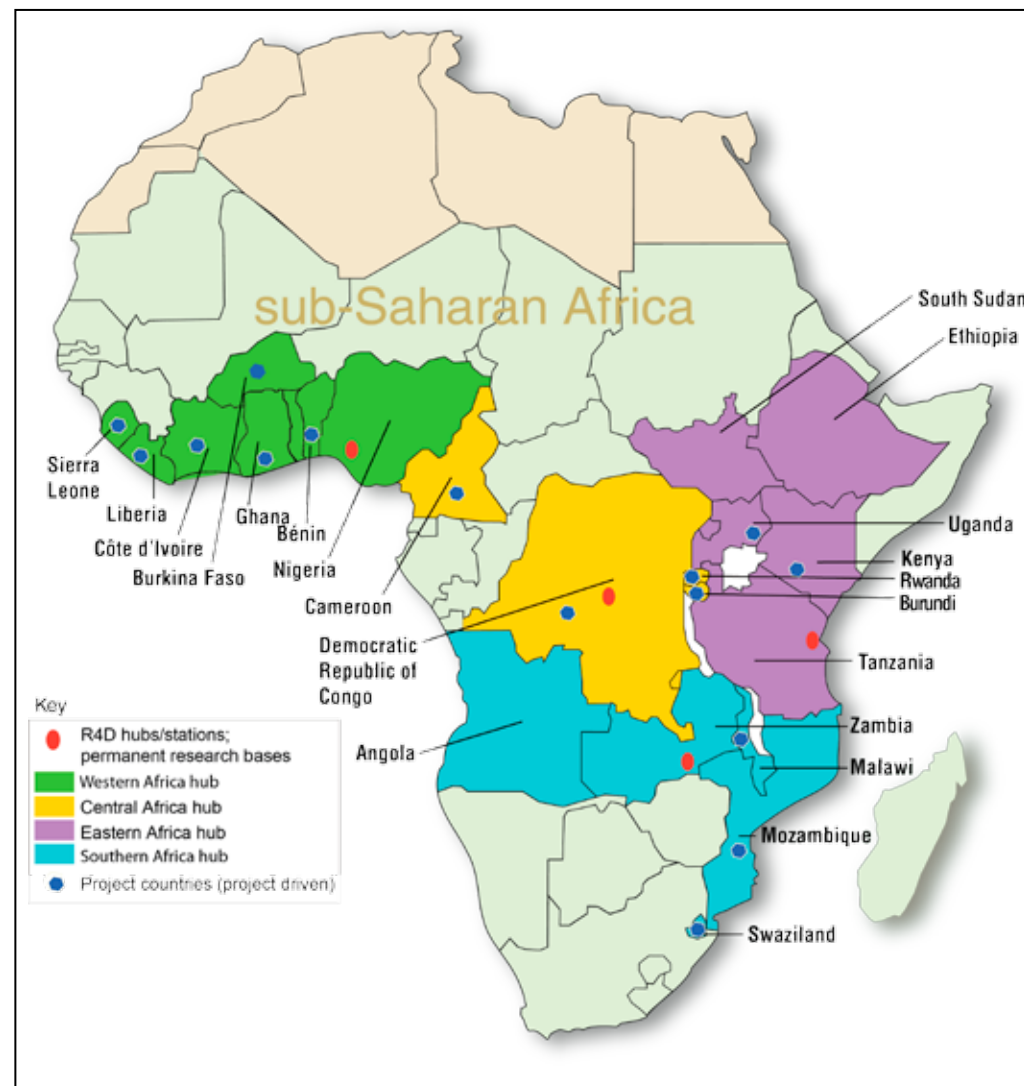 sub-Saharan Africa
South Sudan
Ethiopia
Sierra
Leone
Liberia
Côte d'Ivoire
Burkina Faso
Ghana
Bénin
Nigeria
Cameroon
Democratic
Republic of
Congo
Uganda
Kenya
Rwanda
Burundi
Tanzania
Angola
Zambia
Malawi
Mozambique
Swaziland
Key
R4D hubs/stations;
permanent research bases
Western Africa hub
Central Africa hub
Eastern Africa hub
Southern Africa hub
Project countries (project driven)